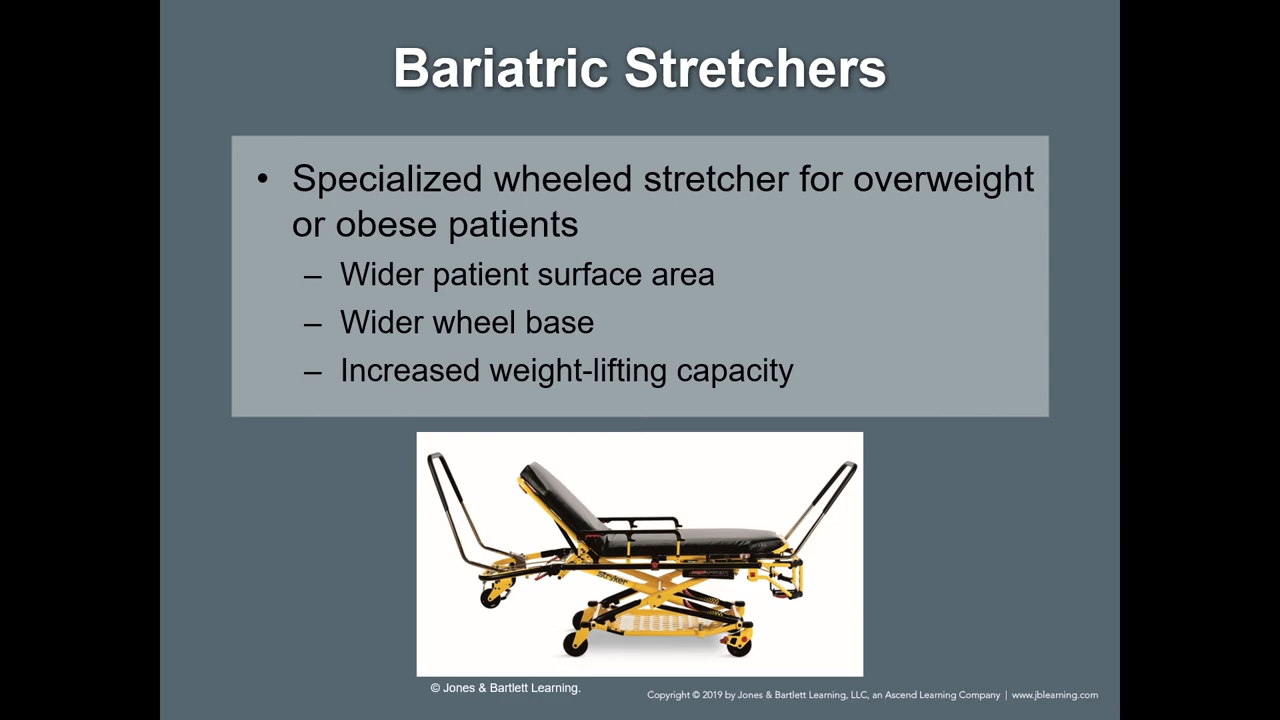 Bariatric Stretchers
• Specialized wheeled stretcher for overweight
or obese patients
– Wider patient surface area
– Wider wheel base
– Increased weight-lifting capacity
stryker
© Jones & Bartlett Learning.
Copyright © 2019 by Jones & Bartlett Learning, LLC, an Ascend Learning Company | www.jblearning.com